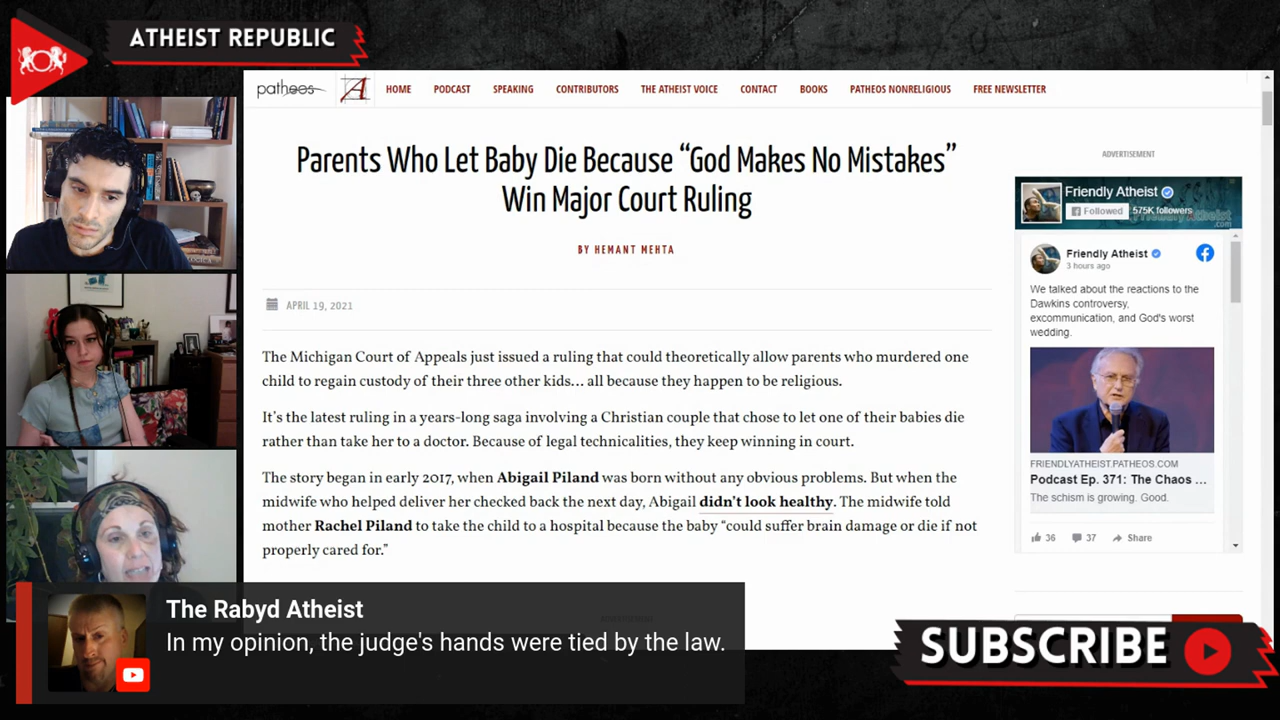 ATHEIST REPUBLIC
patheos
HOME PODCAST SPEAKING CONTRIBUTORS THE ATHEIST VOICE CONTACT BOOKS PATHEOS NONRELIGIOUS FREE NEWSLETTER
Parents Who Let Baby Die Because “God Makes No Mistakes”
Win Major Court Ruling
BY HEMANT MEHTA
APRIL 19, 2021
The Michigan Court of Appeals just issued a ruling that could theoretically allow parents who murdered one
child to regain custody of their three other kids… all because they happen to be religious.
It’s the latest ruling in a years-long saga involving a Christian couple that chose to let one of their babies die
rather than take her to a doctor. Because of legal technicalities, they keep winning in court.
The story began in early 2017, when Abigail Piland was born without any obvious problems. But when the
midwife who helped deliver her checked back the next day, Abigail didn’t look healthy. The midwife told
mother Rachel Piland to take the child to a hospital because the baby “could suffer brain damage or die if not
properly cared for.”
ADVERTISEMENT
Friendly Atheist
Followed 575K followers
Friendly Atheist
3 hours ago
We talked about the reactions to the
Dawkins controversy,
excommunication, and God's worst
wedding.
FRIENDLYATHEIST.PATHEOS.COM
Podcast Ep. 371: The Chaos ...
The schism is growing. Good.
36 37 Share
The Rabyd Atheist
In my opinion, the judge's hands were tied by the law.
SUBSCRIBE